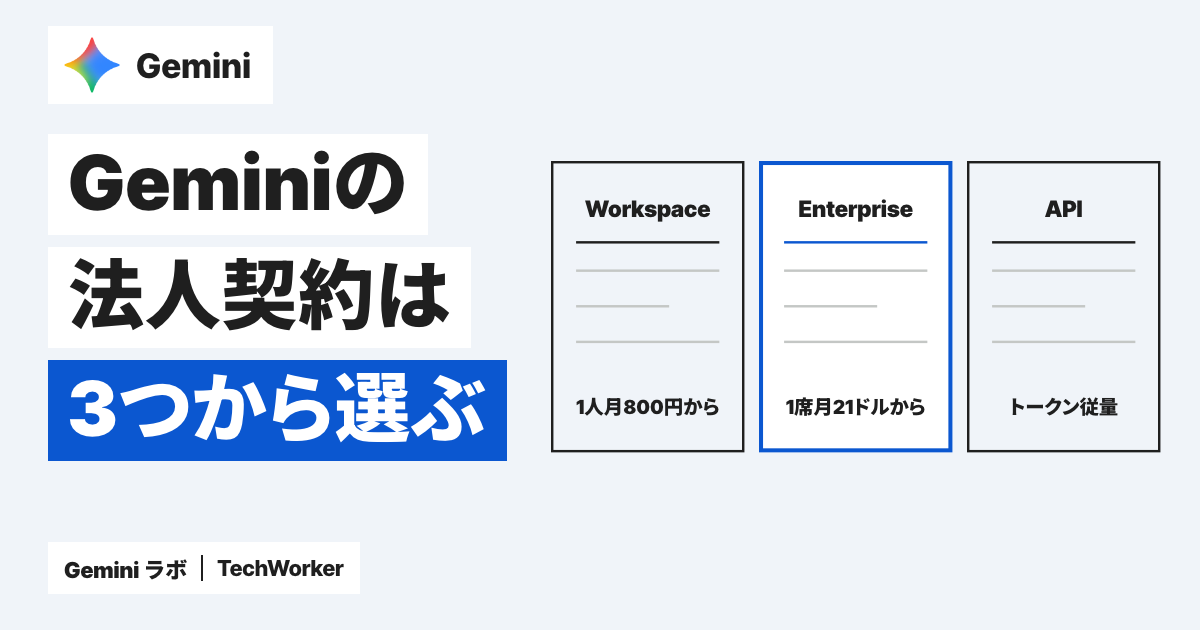 Gemini
Geminiの
法人契約は
3つから選ぶ
Workspace
1人月800円から
Enterprise
1席月21ドルから
API
トークン従量
Gemini ラボ | TechWorker